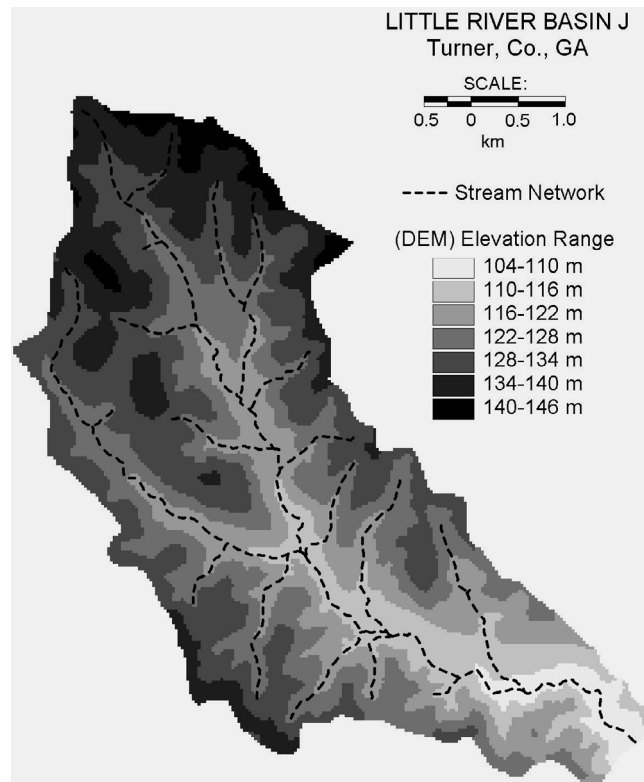 LITTLE RIVER BASIN J
Turner, Co., GA
SCALE:
0.5 0 0.5 1.0
km
Stream Network
(DEM) Elevation Range
104-110 m
110-116 m
116-122 m
122-128 m
128-134 m
134-140 m
140-146 m